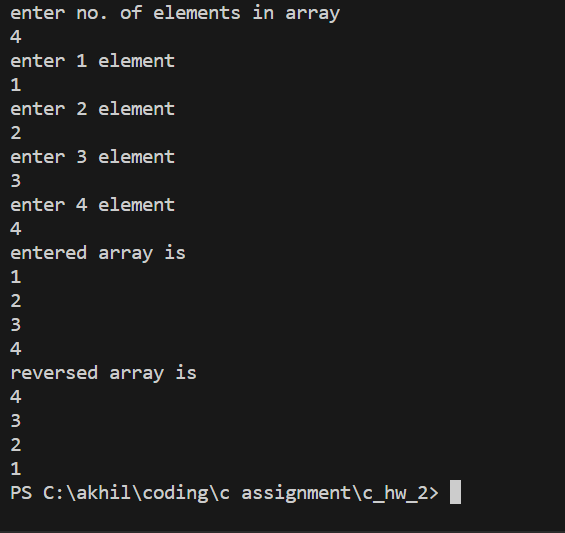 enter no. of elements in array
4
enter 1 element
1
enter 2 element
2
enter 3 element
3
enter 4 element
4
entered array is
1
2
3
4
reversed array is
4
3
2
1
PS C:\akhil\coding\c assignment\c_hw_2>